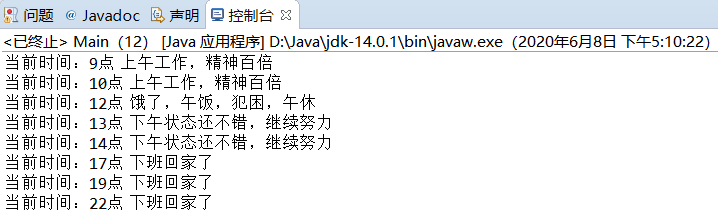 问题 @ Javadoc 声明 控制台
<已终止> Main（12） [Java 应用程序] D:\Java\jdk-14.0.1\bin\javaw.exe（2020年6月8日 下午5:10:22）
当前时间：9点 上午工作，精神百倍
当前时间：10点 上午工作，精神百倍
当前时间：12点 饿了，午饭，犯困，午休
当前时间：13点 下午状态还不错，继续努力
当前时间：14点 下午状态还不错，继续努力
当前时间：17点 下班回家了
当前时间：19点 下班回家了
当前时间：22点 下班回家了